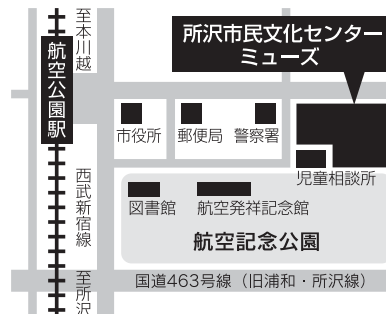 至本川越
所沢市民文化センター
ミューズ
航空公園駅
市役所
郵便局
警察署
児童相談所
西武新宿線
図書館
航空発祥記念館
航空記念公園
至所沢
国道463号線（旧浦和・所沢線）